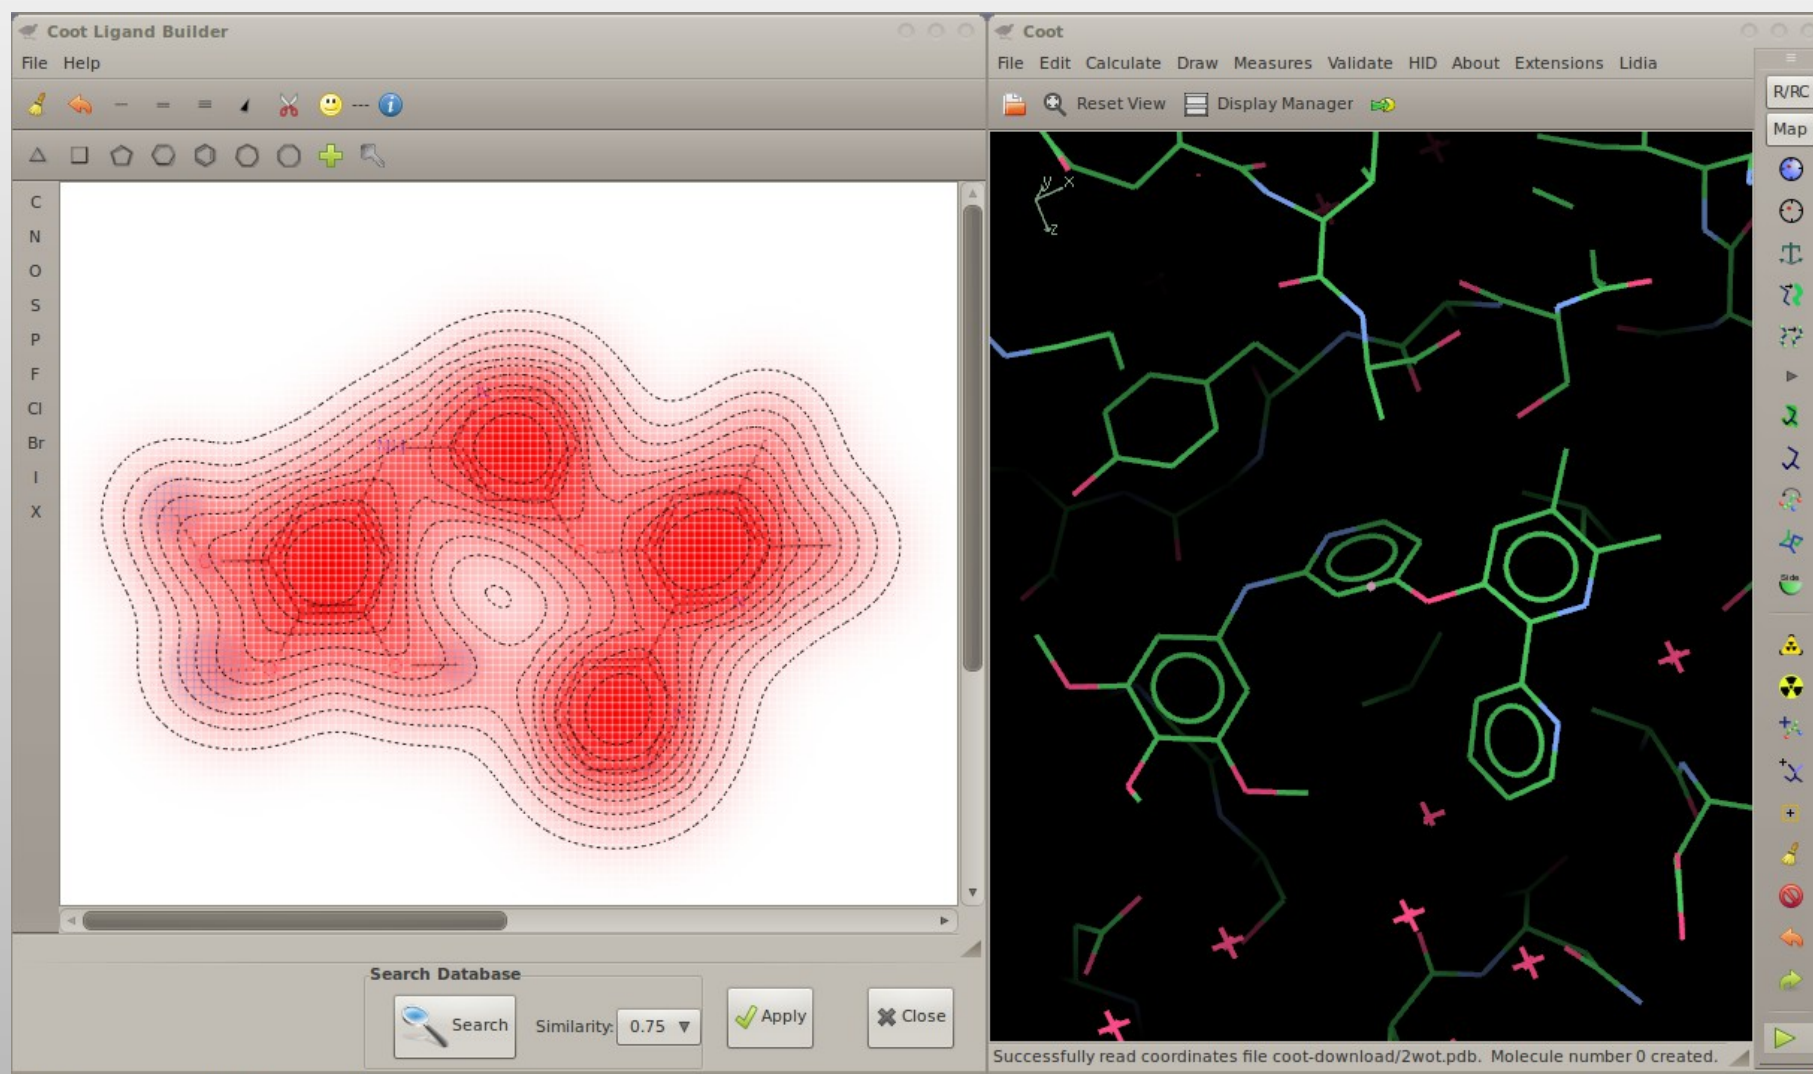 Coot Ligand Builder
File Help
---
C
N
O
S
P
F
Cl
Br
I
X
NH
N
O
O
O
N
N
Search Database
Search
Similarity: 0.75
Apply
Close
Coot
File Edit Calculate Draw Measures Validate HID About Extensions Lidia
Reset View
Display Manager
y x
z
Successfully read coordinates file coot-download/2wot.pdb. Molecule number 0 created.
R/RC
Map
Side